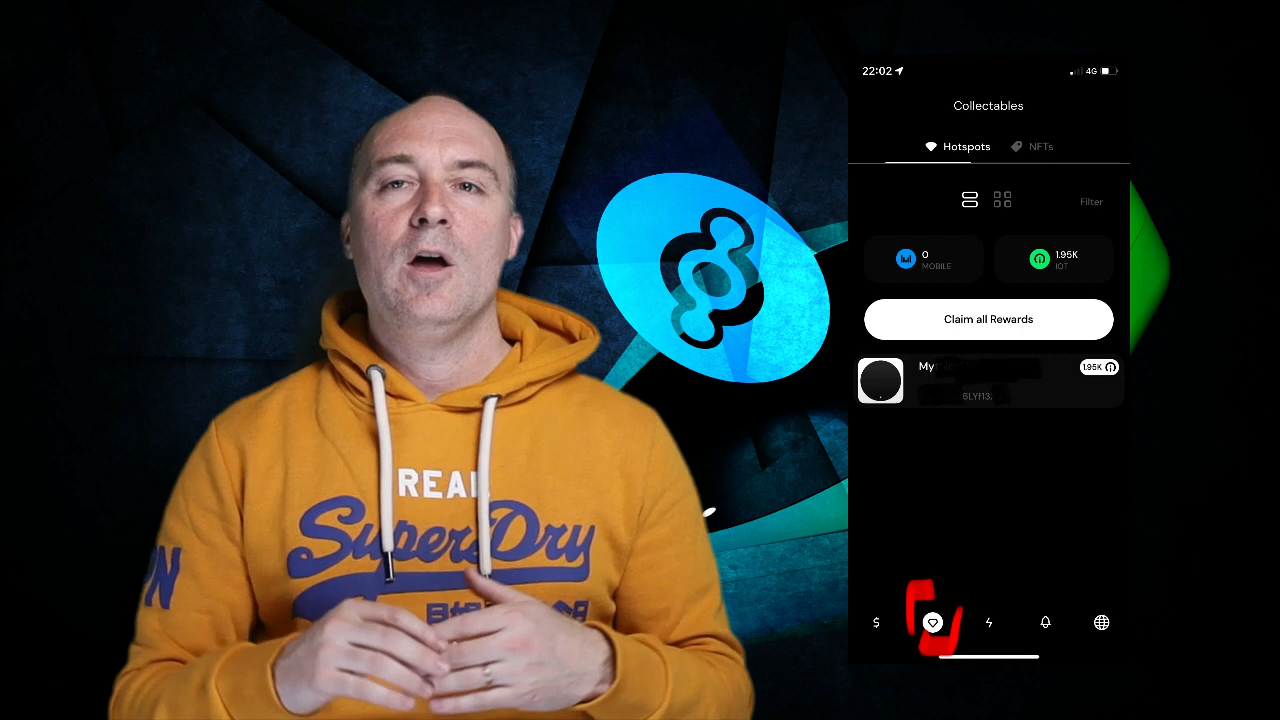 REAL
SuperDry
22:02
4G
Collectables
Hotspots NFTs
Filter
0
MOBILE
1.95K
IOT
Claim all Rewards
My
1.95K
6LYf13
$